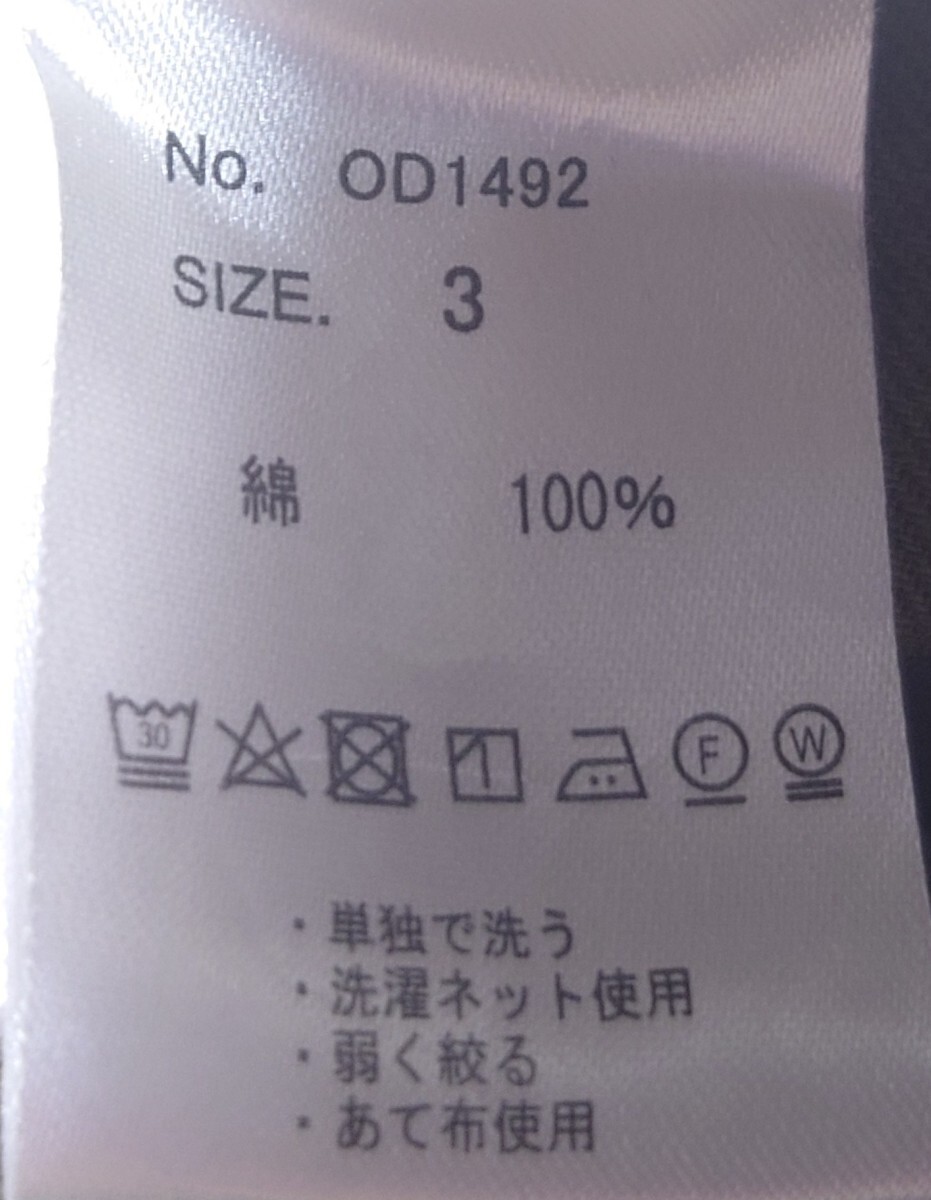 No. OD1492
SIZE. 3
綿 100%
30 F W
・単独で洗う
・洗濯ネット使用
・弱く絞る
・あて布使用